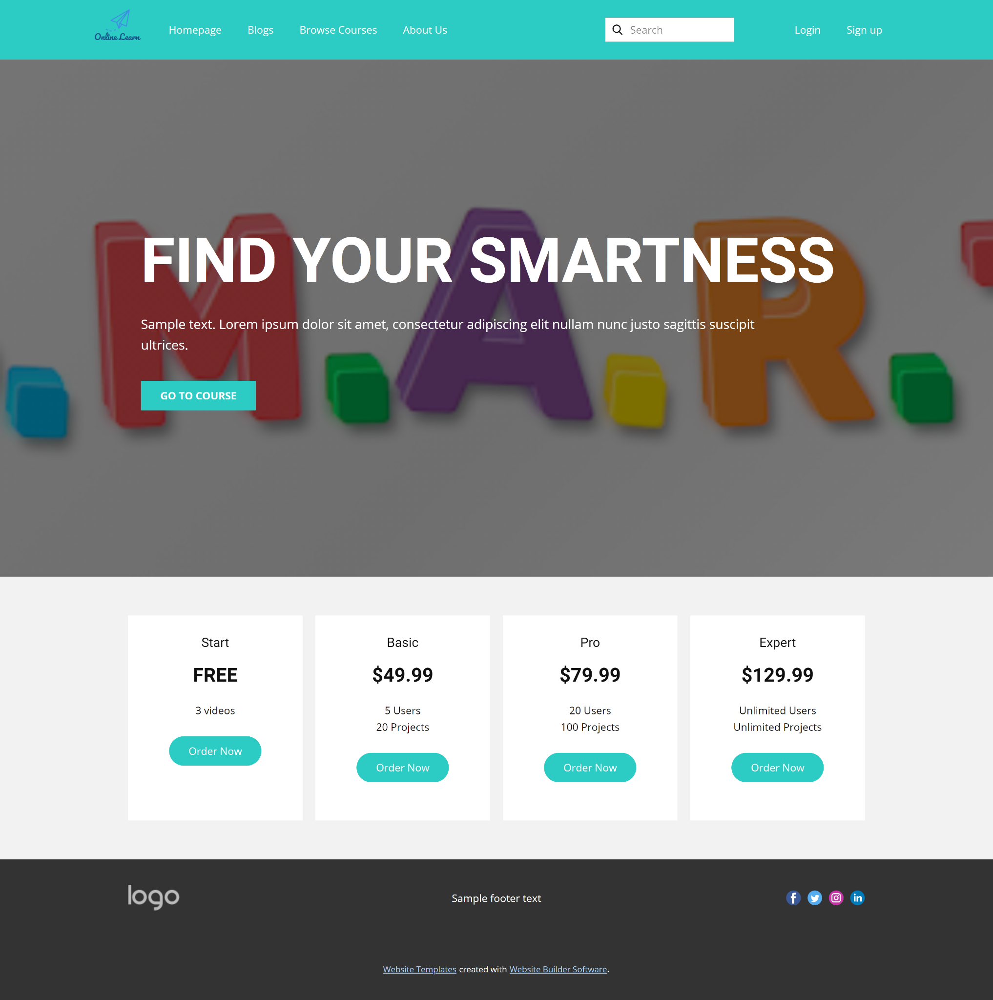 Online Learn
Homepage
Blogs
Browse Courses
About Us
Search
Login
Sign up
.M.A.R.
FIND YOUR SMARTNESS
Sample text. Lorem ipsum dolor sit amet, consectetur adipiscing elit nullam nunc justo sagittis suscipit
ultrices.
GO TO COURSE
Start
FREE
3 videos
Order Now
Basic
$49.99
5 Users
20 Projects
Order Now
Pro
$79.99
20 Users
100 Projects
Order Now
Expert
$129.99
Unlimited Users
Unlimited Projects
Order Now
logo
Sample footer text
f
in
Website Templates created with Website Builder Software.